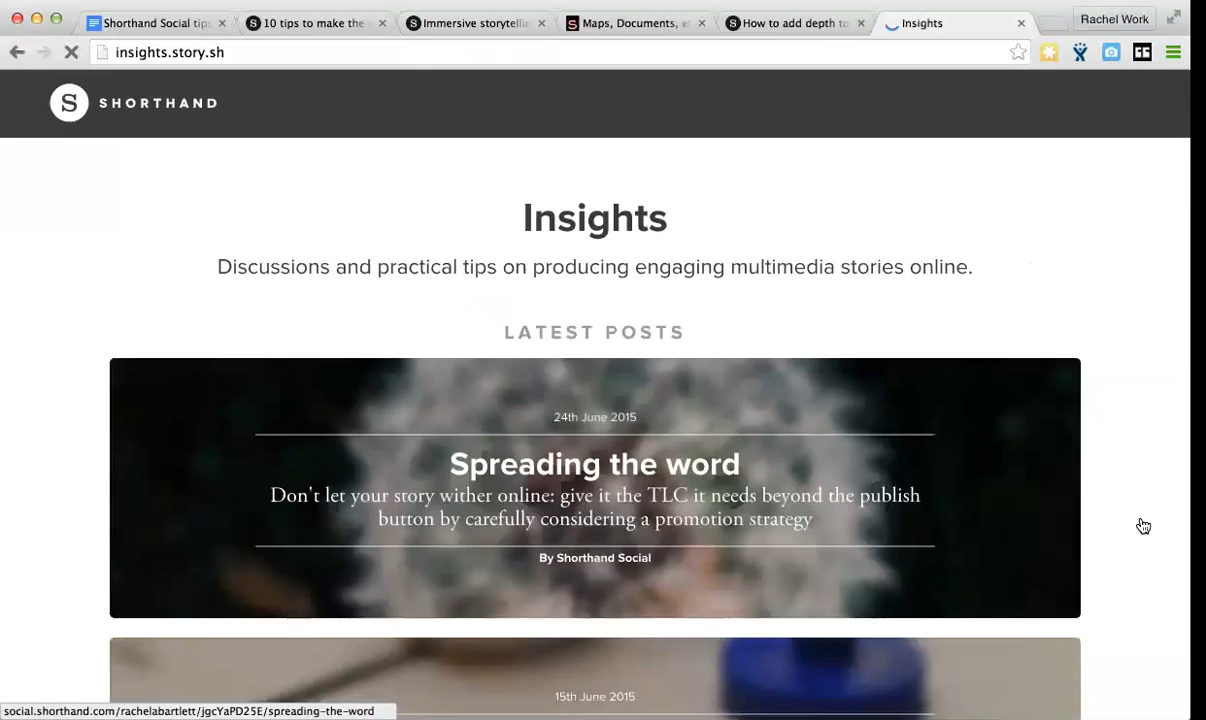 Shorthand Social tips
10 tips to make the
Immersive storytelli
Maps, Documents, e
How to add depth to
Insights
Rachel Work
insights.story.sh
S SHORTHAND
Insights
Discussions and practical tips on producing engaging multimedia stories online.
LATEST POSTS
24th June 2015
Spreading the word
Don't let your story wither online: give it the TLC it needs beyond the publish
button by carefully considering a promotion strategy
By Shorthand Social
15th June 2015
social.shorthand.com/rachelabartlett/jgcYaPD25E/spreading-the-word